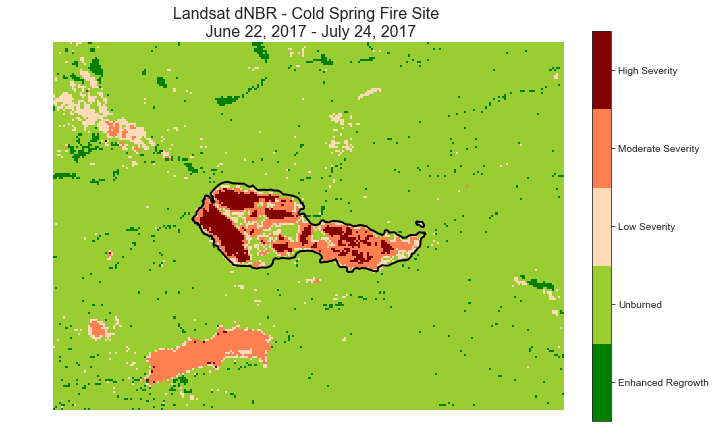 Landsat dNBR - Cold Spring Fire Site
June 22, 2017 - July 24, 2017
High Severity
Moderate Severity
Low Severity
Unburned
Enhanced Regrowth